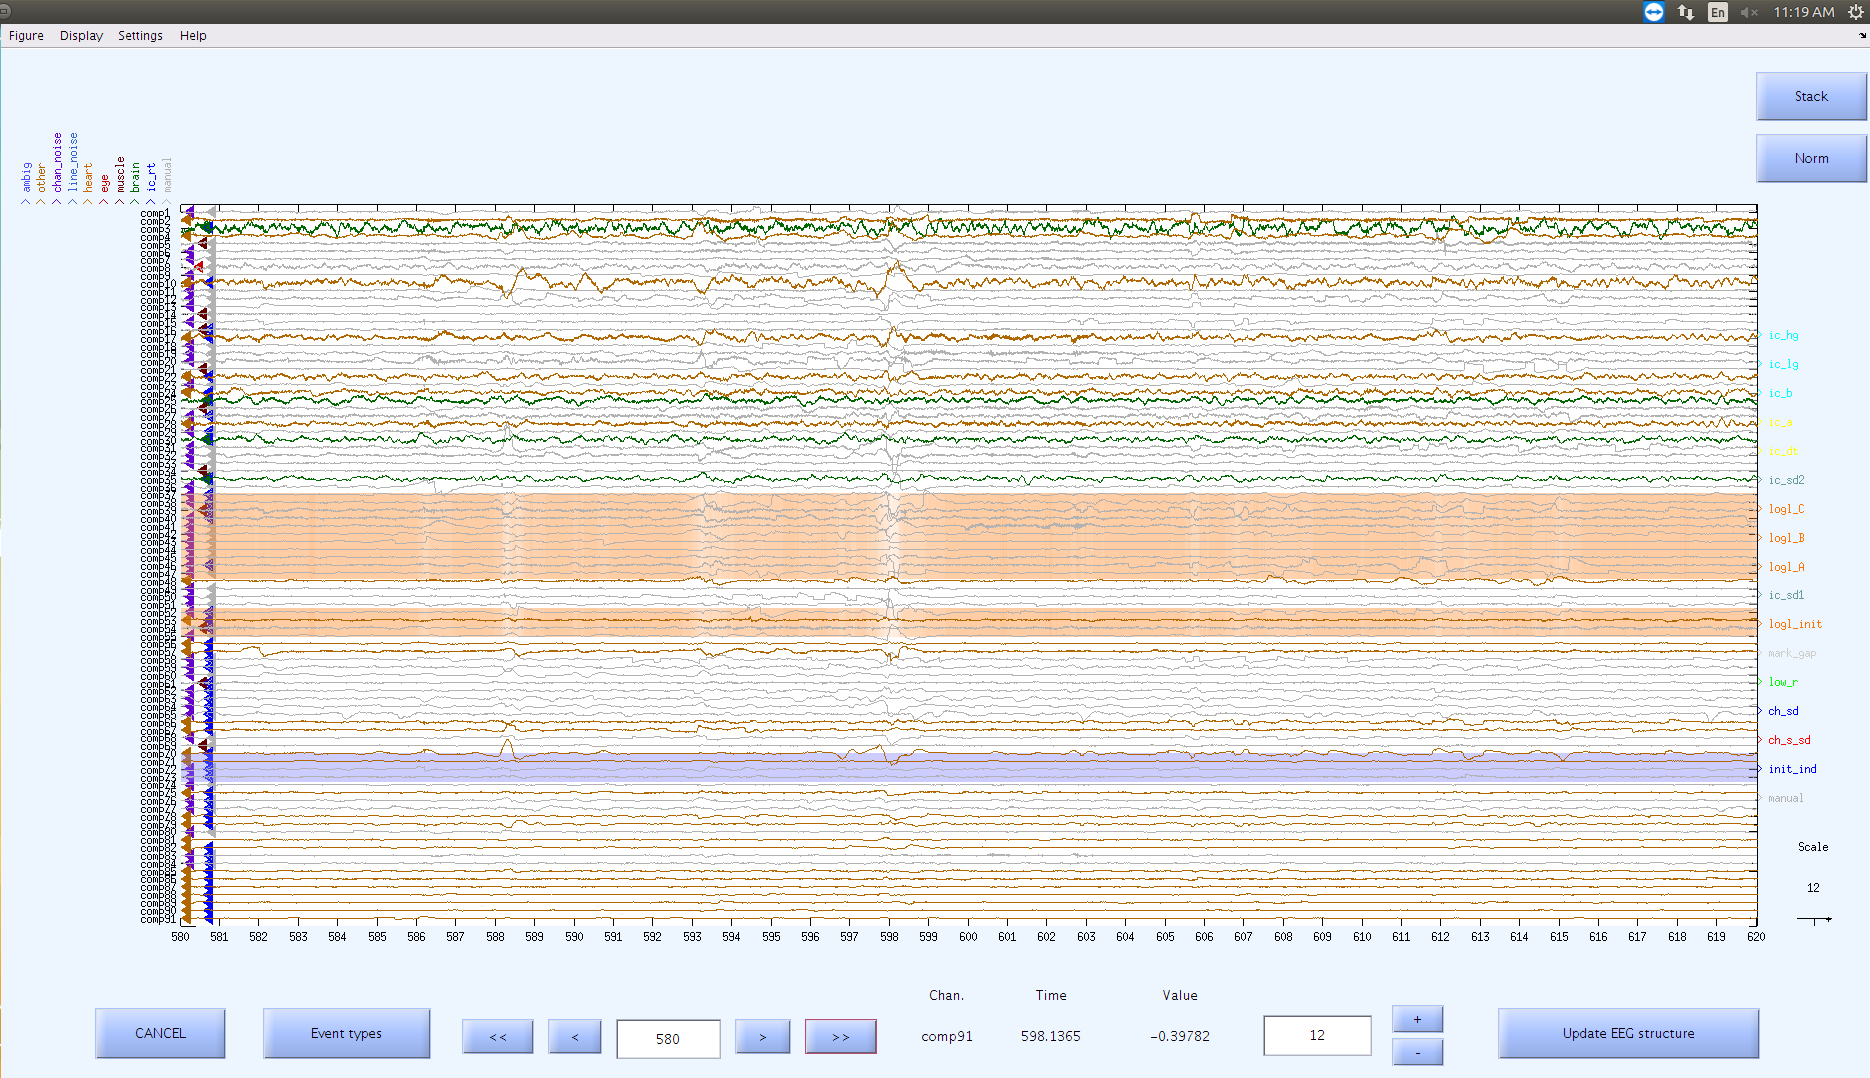 11:19 AM
En
Figure Display Settings Help
Stack
Norm
ambig
other
chan_noise
line_noise
heart
eye
muscle
brain
ic_rt
manual
comp1
comp2
comp3
comp4
comp5
comp6
comp7
comp8
comp9
comp10
comp11
comp12
comp13
comp14
comp15
comp16
comp17
comp18
comp19
comp20
comp21
comp22
comp23
comp24
comp25
comp26
comp27
comp28
comp29
comp30
comp31
comp32
comp33
comp34
comp35
comp36
comp37
comp38
comp39
comp40
comp41
comp42
comp43
comp44
comp45
comp46
comp47
comp48
comp49
comp50
comp51
comp52
comp53
comp54
comp55
comp56
comp57
comp58
comp59
comp60
comp61
comp62
comp63
comp64
comp65
comp66
comp67
comp68
comp69
comp70
comp71
comp72
comp73
comp74
comp75
comp76
comp77
comp78
comp79
comp80
comp81
comp82
comp83
comp84
comp85
comp86
comp87
comp88
comp89
comp90
comp91
ic_hg
ic_lg
ic_b
ic_a
ic_dt
ic_sd2
logl_C
logl_B
logl_A
ic_sd1
logl_init
mark_gap
low_r
ch_sd
ch_s_sd
init_ind
manual
Scale
12
580 581 582 583 584 585 586 587 588 589 590 591 592 593 594 595 596 597 598 599 600 601 602 603 604 605 606 607 608 609 610 611 612 613 614 615 616 617 618 619 620
Chan. Time Value
CANCEL Event types << < 580 > >> comp91 598.1365 -0.39782 12 + - Update EEG structure